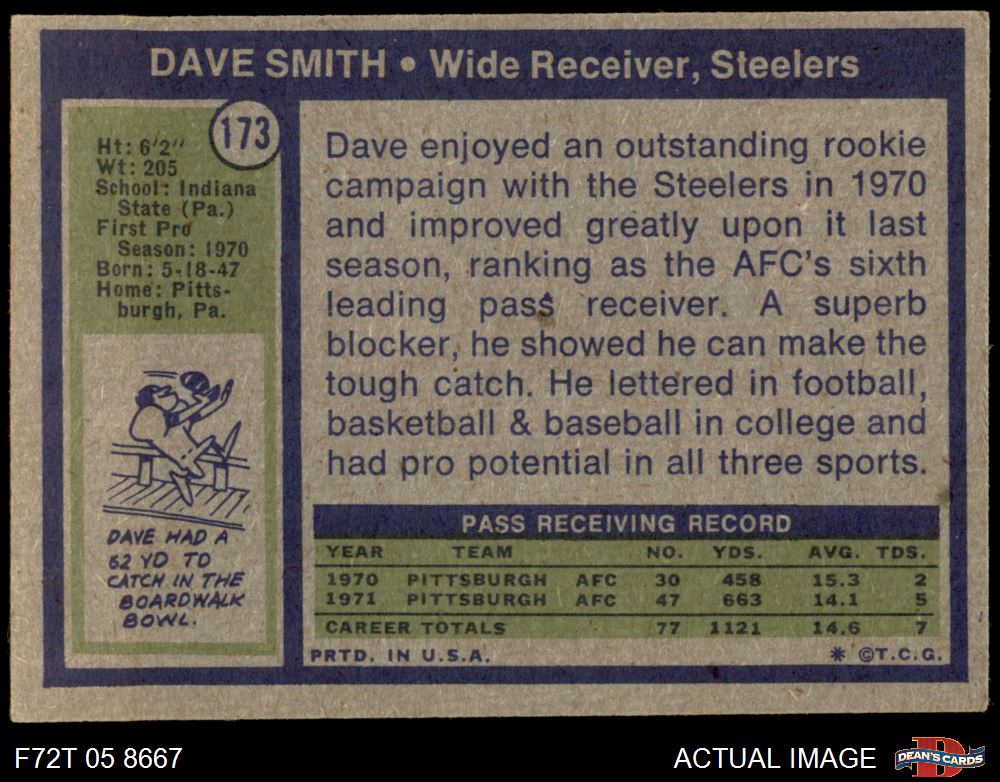 DAVE SMITH • Wide Receiver, Steelers
173
Ht: 6'2"
Wt: 205
School: Indiana
State (Pa.)
First Pro
Season: 1970
Born: 5-18-47
Home: Pitts-
burgh, Pa.
DAVE HAD A
62 YD TD
CATCH IN THE
BOARDWALK
BOWL.
Dave enjoyed an outstanding rookie
campaign with the Steelers in 1970
and improved greatly upon it last
season, ranking as the AFC's sixth
leading pass receiver. A superb
blocker, he showed he can make the
tough catch. He lettered in football,
basketball & baseball in college and
had pro potential in all three sports.
PASS RECEIVING RECORD
YEAR TEAM NO. YDS. AVG. TDS.
1970 PITTSBURGH AFC 30 458 15.3 2
1971 PITTSBURGH AFC 47 663 14.1 5
CAREER TOTALS 77 1121 14.6 7
PRTD. IN U.S.A. * ©T.C.G.
F72T 05 8667
ACTUAL IMAGE
D
DEAN'S CARDS